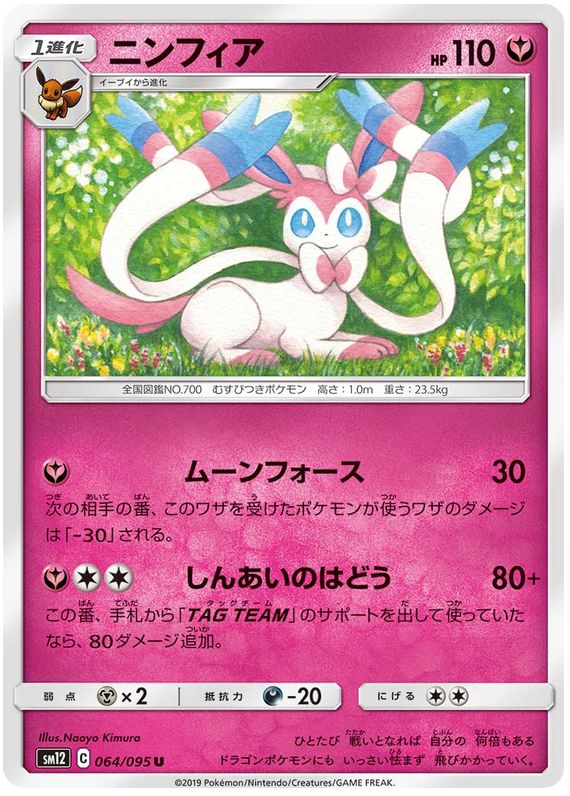 1進化 ニンフィア HP 110
イーブイから進化
全国図鑑NO.700 むすびつきポケモン 高さ：1.0m 重さ：23.5kg
ムーンフォース 30
次の相手の番、このワザを受けたポケモンが使うワザのダメージ
は「-30」される。
しんあいのはどう 80+
この番、手札から「TAG TEAM」のサポートを出して使っていた
なら、80ダメージ追加。
弱点 ×2 抵抗力 -20 にげる
Illus.Naoyo Kimura
SM12 C 064/095 U
ひとたび 戦いとなれば 自分の 何倍もある
ドラゴンポケモンにも いっさい怯まず 飛びかかっていく。
©2019 Pokémon/Nintendo/Creatures/GAME FREAK.